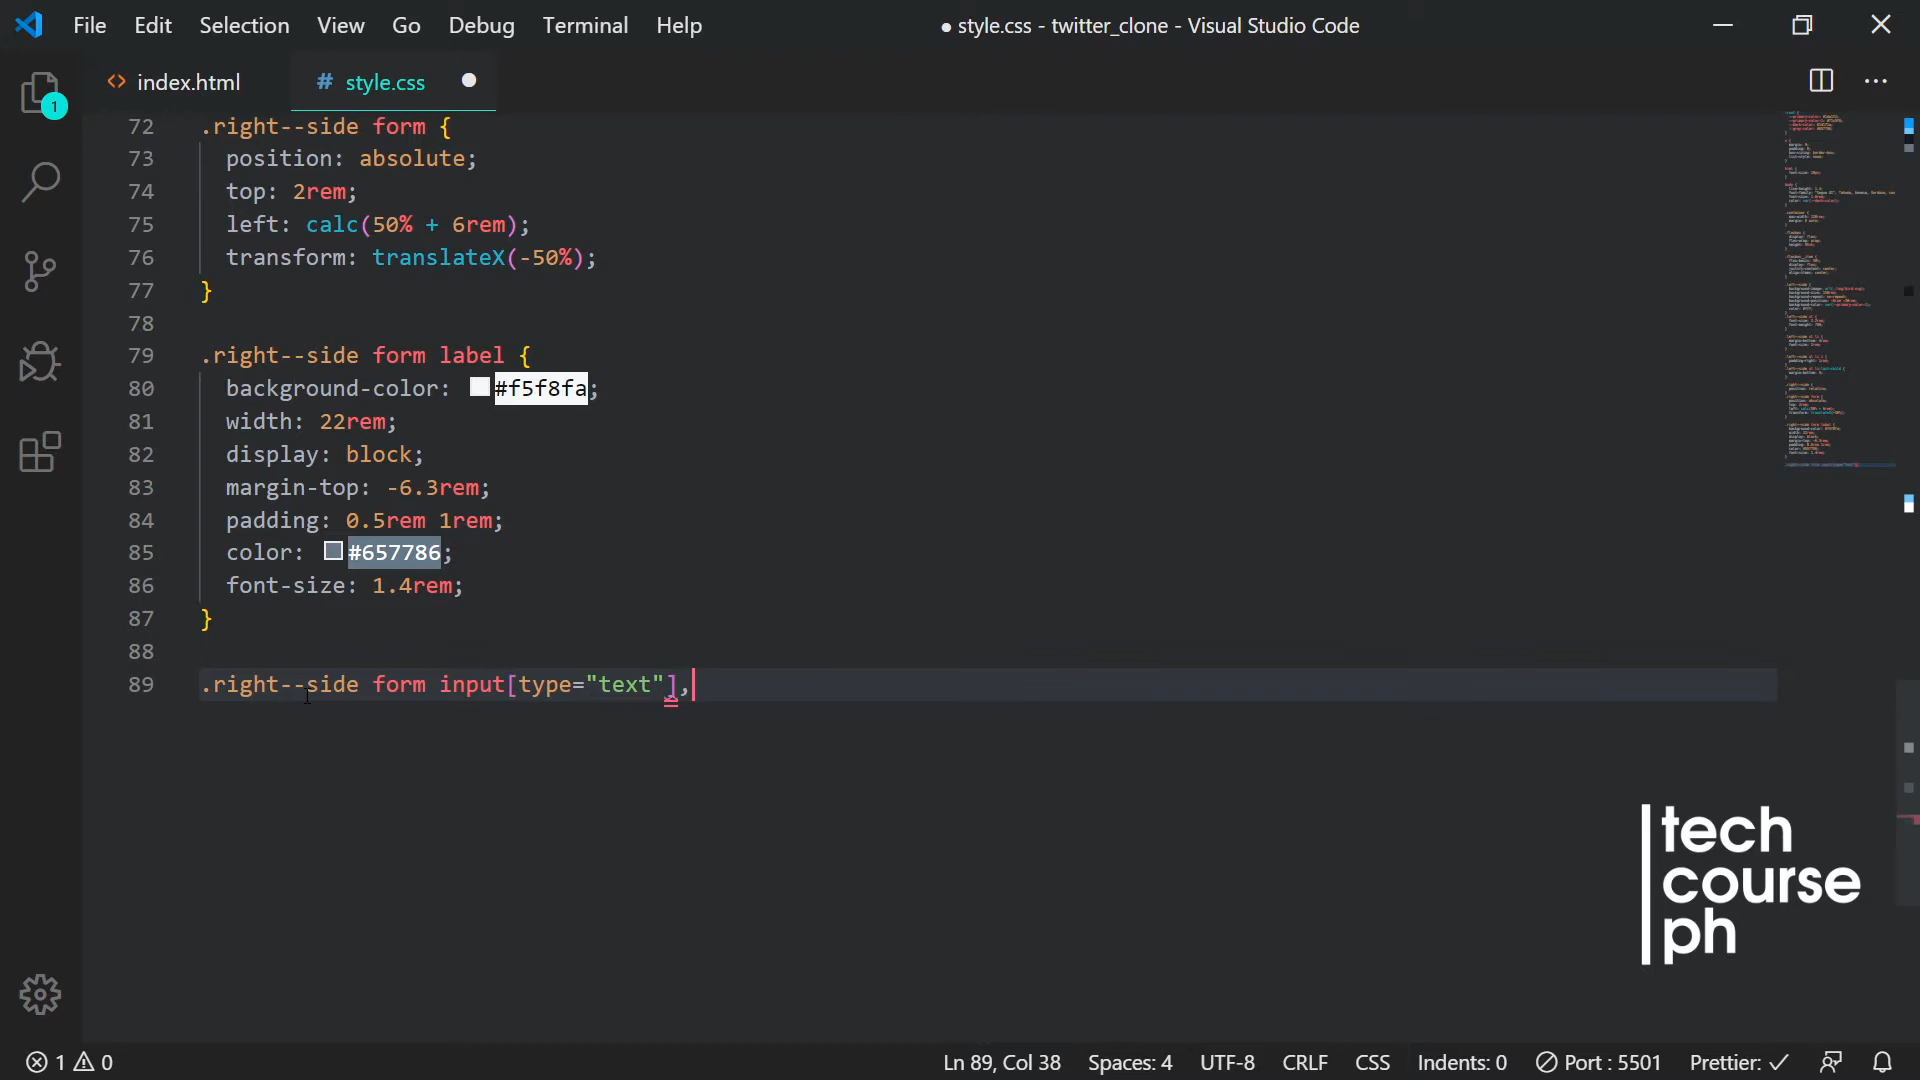 File Edit Selection View Go Debug Terminal Help
● style.css - twitter_clone - Visual Studio Code
1
<> index.html
# style.css ●
72 .right--side form {
73 position: absolute;
74 top: 2rem;
75 left: calc(50% + 6rem);
76 transform: translateX(-50%);
77 }
78
79 .right--side form label {
80 background-color: #f5f8fa;
81 width: 22rem;
82 display: block;
83 margin-top: -6.3rem;
84 padding: 0.5rem 1rem;
85 color: #657786;
86 font-size: 1.4rem;
87 }
88
89 .right--side form input[type="text"],
tech
course
ph
1 0 Ln 89, Col 38 Spaces: 4 UTF-8 CRLF CSS Indents: 0 Port : 5501 Prettier: ✓